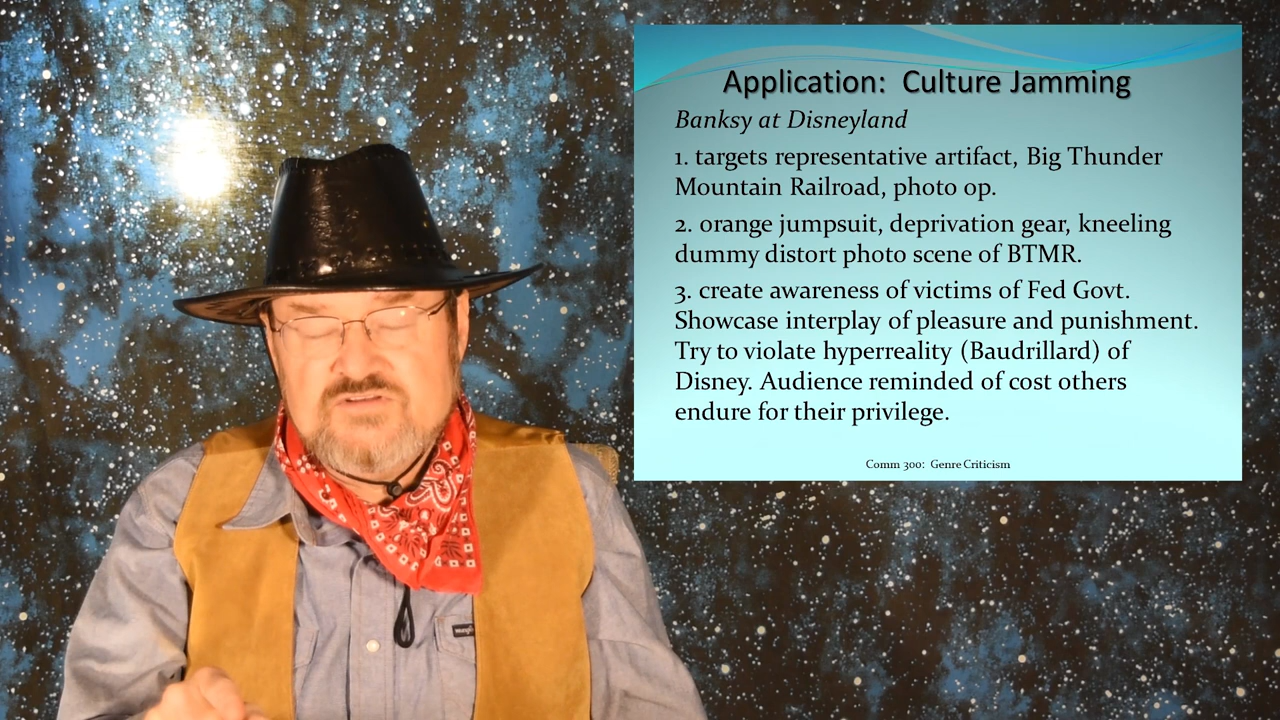 Application: Culture Jamming
Banksy at Disneyland
1. targets representative artifact, Big Thunder
Mountain Railroad, photo op.
2. orange jumpsuit, deprivation gear, kneeling
dummy distort photo scene of BTMR.
3. create awareness of victims of Fed Govt.
Showcase interplay of pleasure and punishment.
Try to violate hyperreality (Baudrillard) of
Disney. Audience reminded of cost others
endure for their privilege.
Comm 300: Genre Criticism